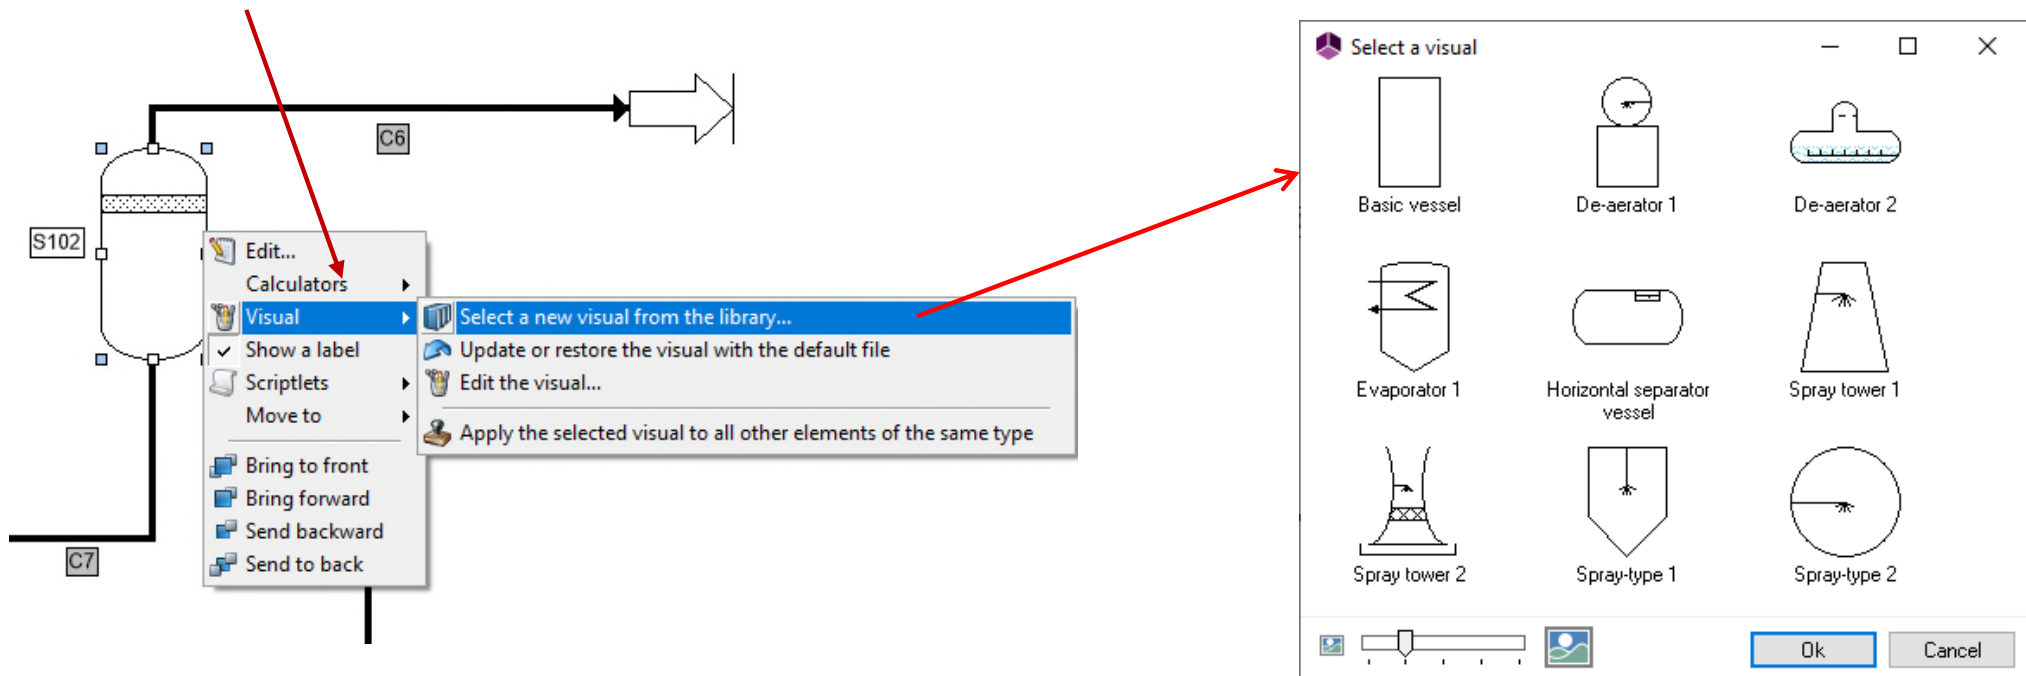 C6
S102
C7
Edit...
Calculators
Visual
Show a label
Scriptlets
Move to
Bring to front
Bring forward
Send backward
Send to back
Select a new visual from the library...
Update or restore the visual with the default file
Edit the visual...
Apply the selected visual to all other elements of the same type
Select a visual
Basic vessel
De-aerator 1
De-aerator 2
Evaporator 1
Horizontal separator
vessel
Spray tower 1
Spray tower 2
Spray-type 1
Spray-type 2
Ok
Cancel